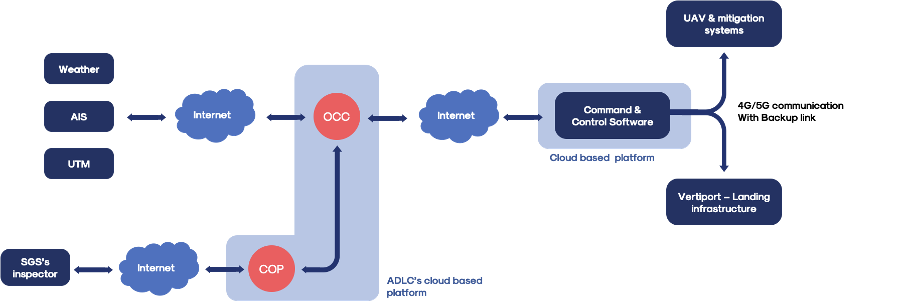 UAV & mitigation
systems
Weather
AIS
UTM
Internet
OCC
Internet
Command &
Control Software
4G/5G communication
With Backup link
Cloud based platform
Vertiport – Landing
infrastructure
SGS's
inspector
Internet
COP
ADLC's cloud based
platform